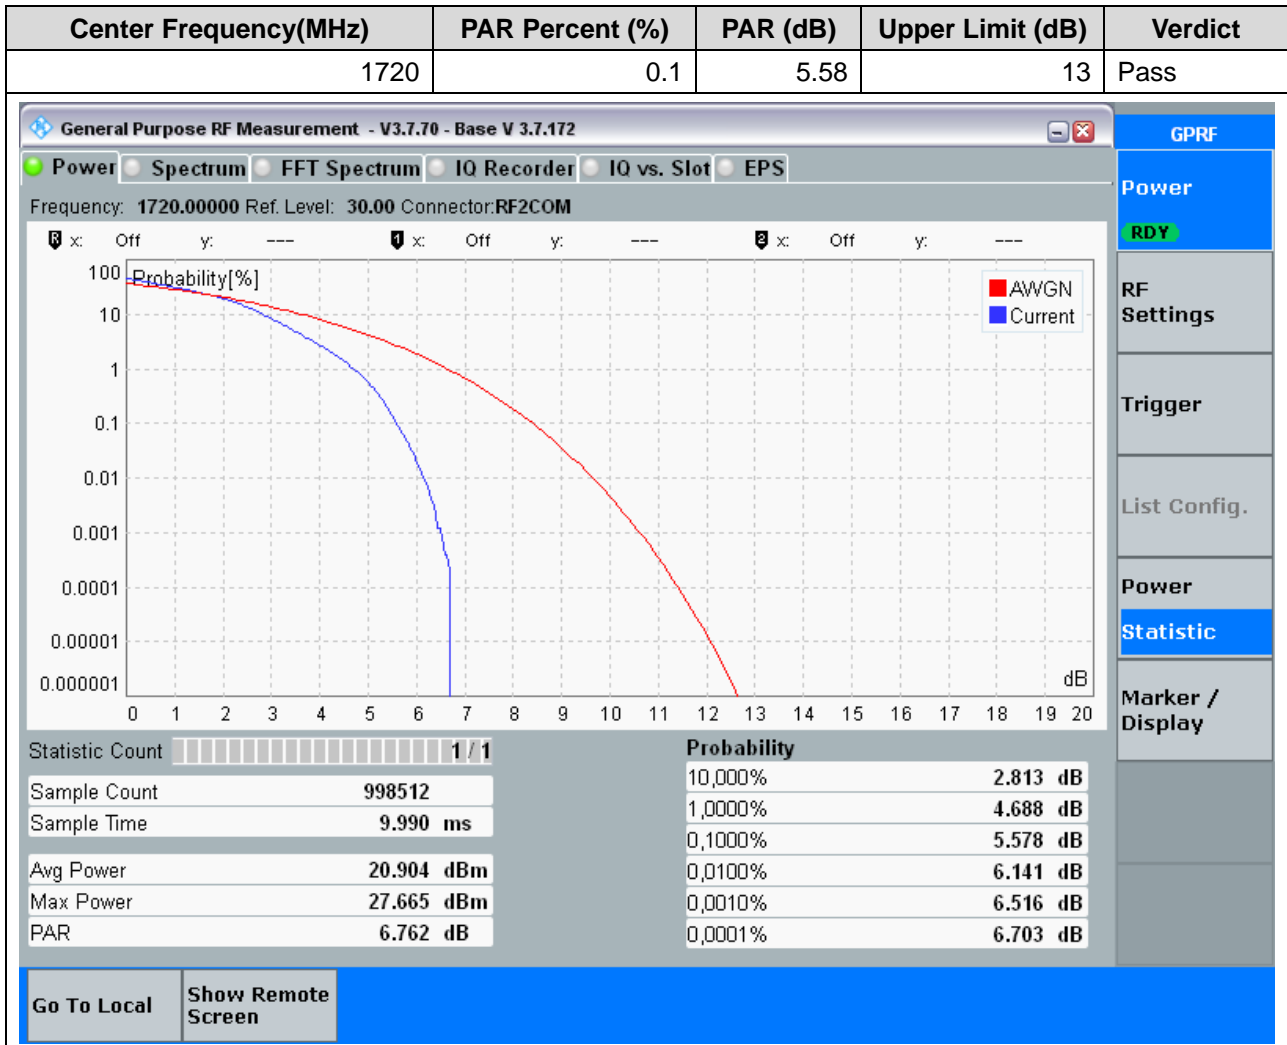 Center Frequency(MHz) PAR Percent (%) PAR (dB) Upper Limit (dB) Verdict
1720 0.1 5.58 13 Pass
General Purpose RF Measurement - V3.7.70 - Base V 3.7.172
GPRF
Power Spectrum FFT Spectrum IQ Recorder IQ vs. Slot EPS
Frequency: 1720.00000 Ref. Level: 30.00 Connector:RF2COM
R x: Off y: --- 1 x: Off y: --- 2 x: Off y: ---
Probability[%]
AWGN
Current
100
10
1
0.1
0.01
0.001
0.0001
0.00001
0.000001
dB
0 1 2 3 4 5 6 7 8 9 10 11 12 13 14 15 16 17 18 19 20
Statistic Count 1 / 1
Sample Count 998512
Sample Time 9.990 ms
Avg Power 20.904 dBm
Max Power 27.665 dBm
PAR 6.762 dB
Probability
10,000% 2.813 dB
1,0000% 4.688 dB
0,1000% 5.578 dB
0,0100% 6.141 dB
0,0010% 6.516 dB
0,0001% 6.703 dB
Power
RDY
RF
Settings
Trigger
List Config.
Power
Statistic
Marker /
Display
Go To Local
Show Remote
Screen